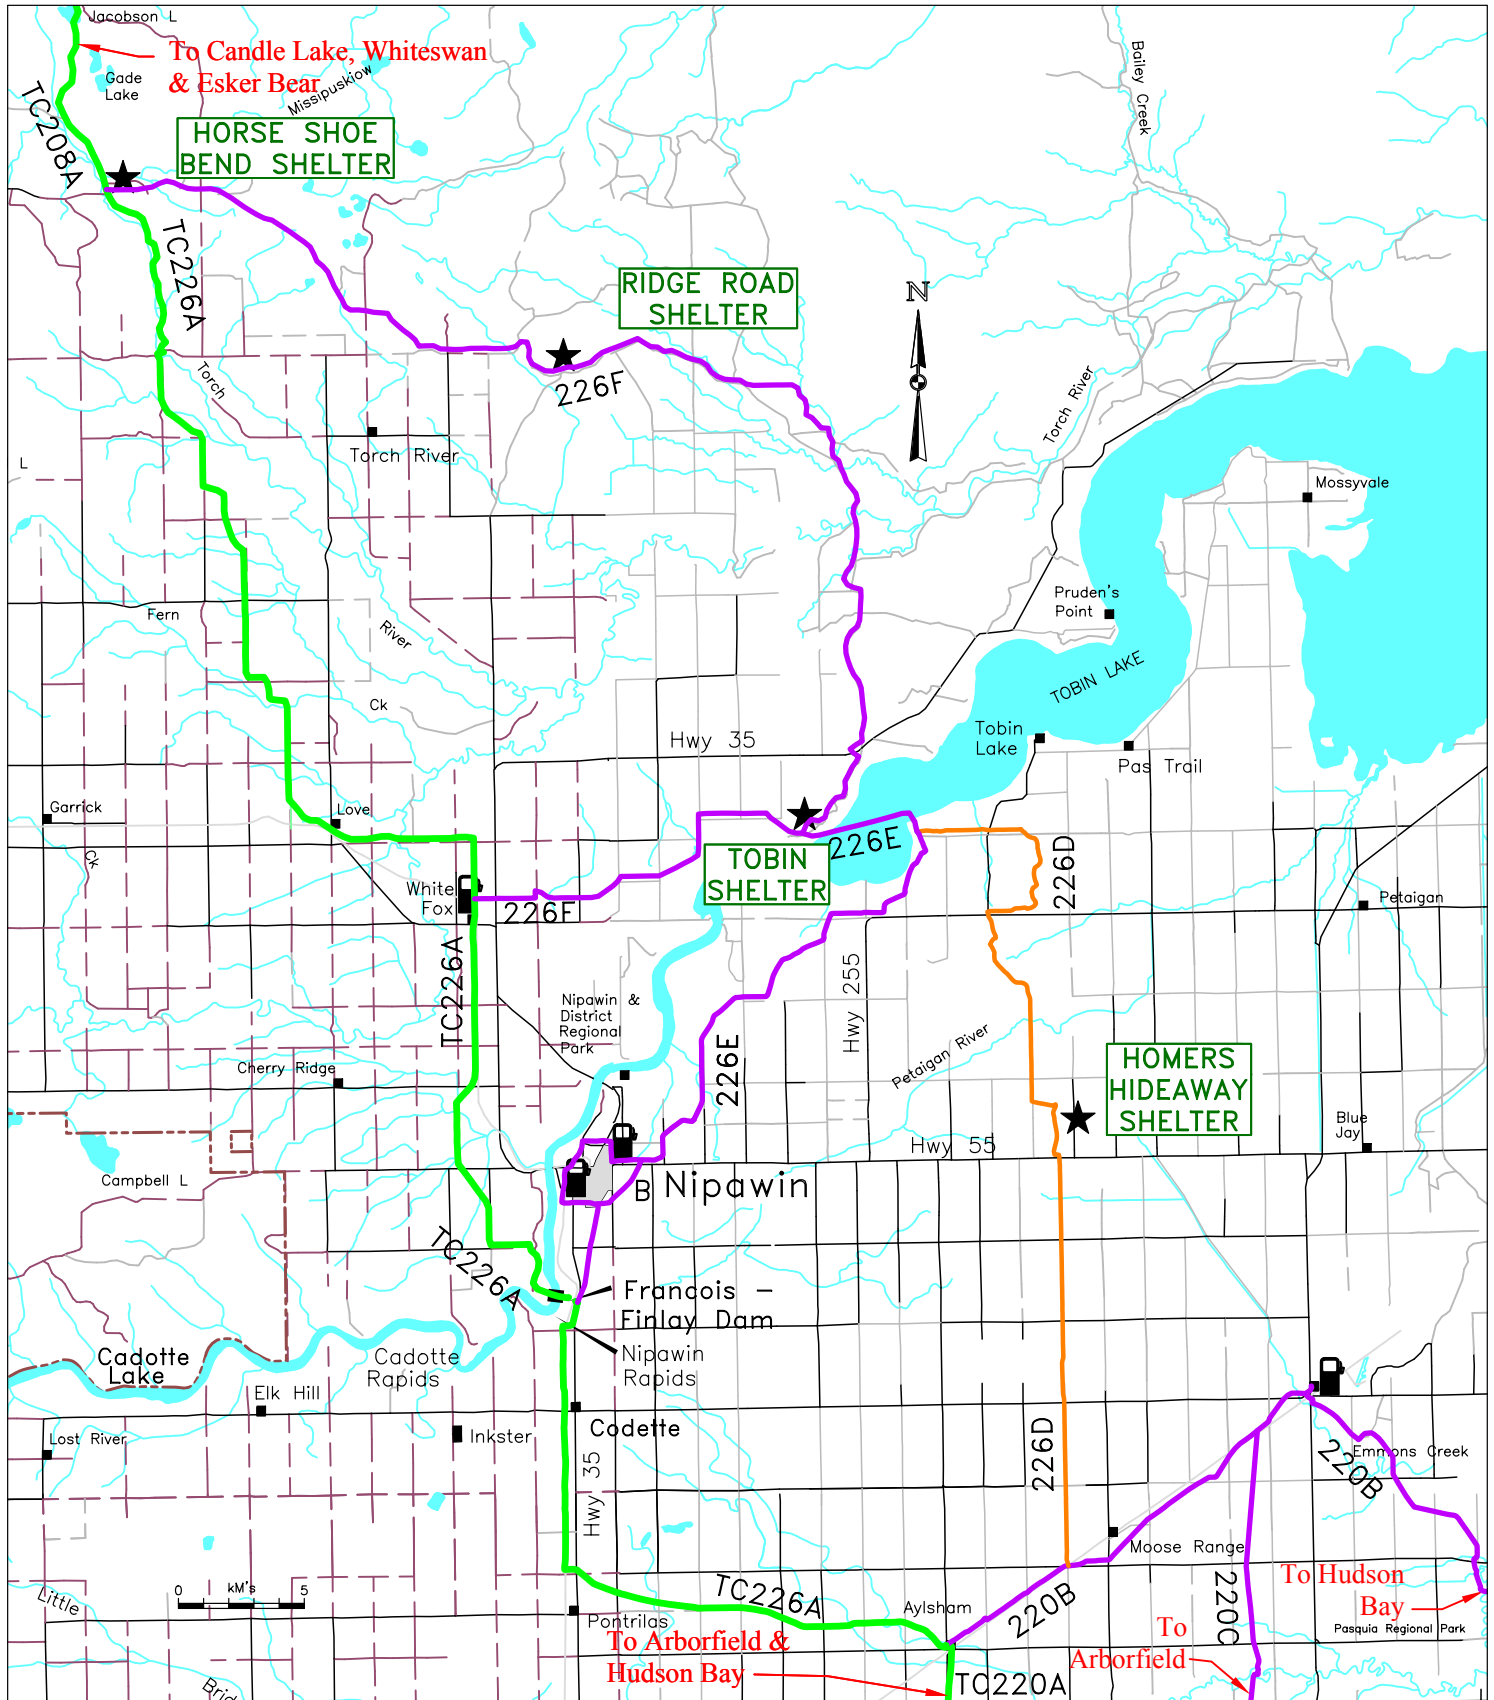 Jacobson L
To Candle Lake, Whiteswan
& Esker Bear
Gade
Lake
Missipuskiow
Bailey Creek
TC208A
HORSE SHOE
BEND SHELTER
TC226A
RIDGE ROAD
SHELTER
N
226F
Torch
Torch River
Torch River
L
Mossyvale
Fern
River
Pruden's
Point
TOBIN LAKE
Ck
Hwy 35
Tobin
Lake
Pas Trail
Garrick
Love
Ck
226E
226D
TOBIN
SHELTER
White
Fox
226F
Petaigan
TC226A
Hwy 255
Nipawin &
District
Regional
Park
226E
Petaigan River
Cherry Ridge
HOMERS
HIDEAWAY
SHELTER
Blue
Jay
Hwy 55
Campbell L
B
Nipawin
TC226A
Francois -
Finlay Dam
Nipawin
Rapids
Cadotte
Lake
Cadotte
Rapids
Elk Hill
Codette
Inkster
Lost River
Hwy 35
226D
220B
Emmons Creek
Moose Range
0 kM's 5
Little
TC226A
Aylsham
220B
220C
To Hudson
Bay
Pontrilas
To Arborfield &
Hudson Bay
To
Arborfield
Pasquia Regional Park
TC220A